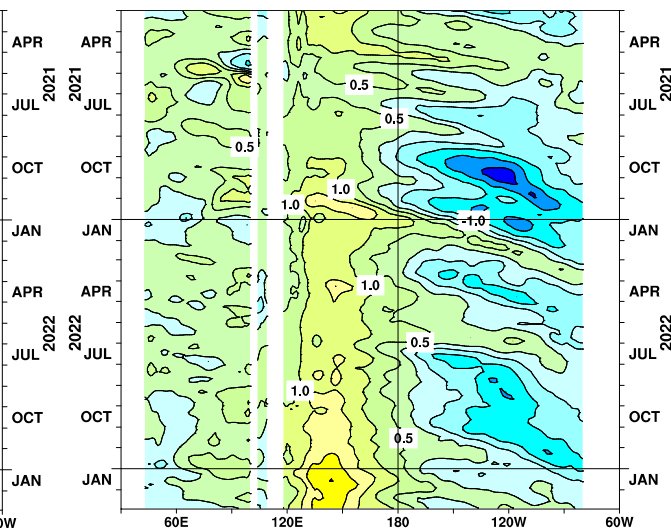 APR APR APR
2021 2021 2021
0.5
JUL JUL JUL
0.5
0.5
OCT OCT OCT
1.0
1.0
-1.0
JAN JAN JAN
1.0
APR APR APR
2022 2022 2022
0.5
JUL JUL JUL
1.0
OCT OCT OCT
0.5
JAN JAN JAN
0W 60E 120E 180 120W 60W